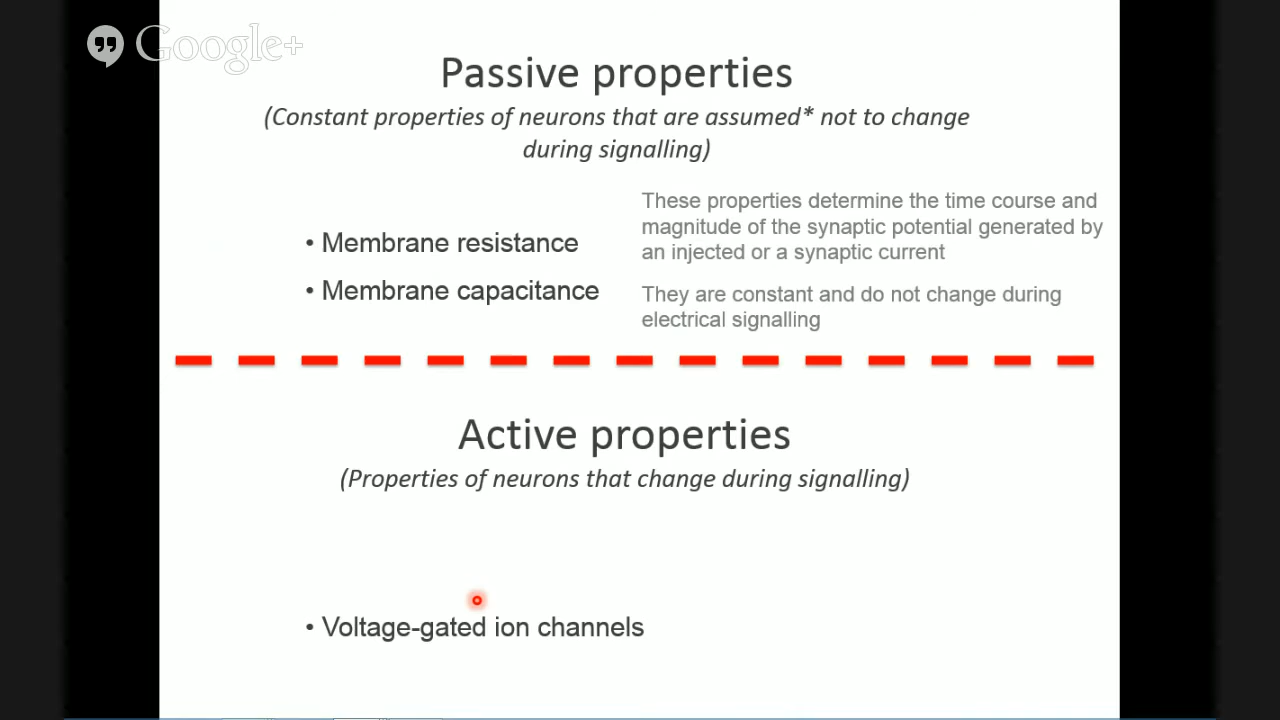 Google+
Passive properties
(Constant properties of neurons that are assumed* not to change
during signalling)
• Membrane resistance
• Membrane capacitance
These properties determine the time course and
magnitude of the synaptic potential generated by
an injected or a synaptic current
They are constant and do not change during
electrical signalling
Active properties
(Properties of neurons that change during signalling)
• Voltage-gated ion channels